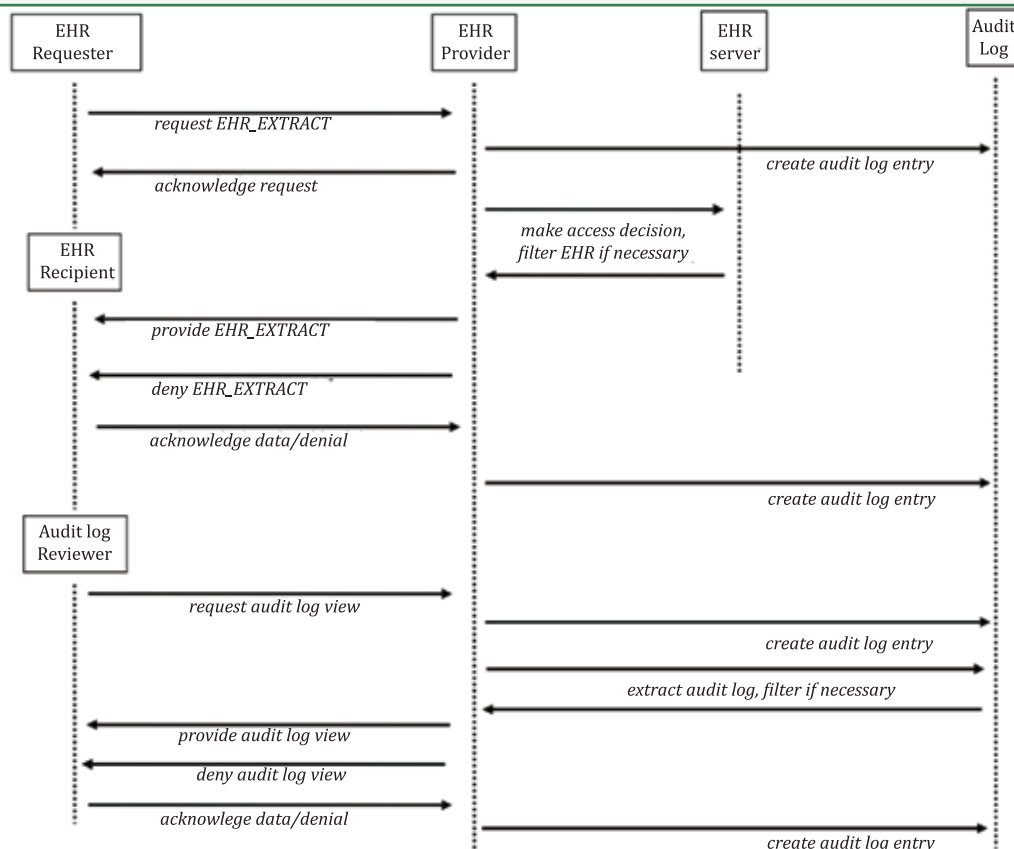 EHR
Requester
EHR
Provider
EHR
server
Audit
Log
request EHR_EXTRACT
create audit log entry
acknowledge request
make access decision,
filter EHR if necessary
EHR
Recipient
provide EHR_EXTRACT
deny EHR_EXTRACT
acknowledge data/denial
create audit log entry
Audit log
Reviewer
request audit log view
create audit log entry
extract audit log, filter if necessary
provide audit log view
deny audit log view
acknowlege data/denial
create audit log entry